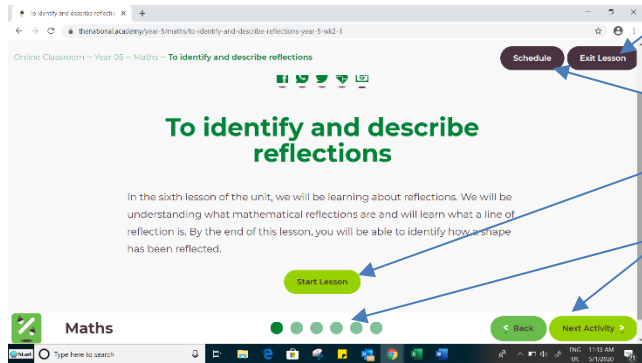 To identify and describe reflectio
thenational.academy/year-5/maths/to-identify-and-describe-reflections-year-5-wk2-1
Online Classroom – Year 05 – Maths – To identify and describe reflections
Schedule
Exit Lesson
To identify and describe
reflections
In the sixth lesson of the unit, we will be learning about reflections. We will be
understanding what mathematical reflections are and will learn what a line of
reflection is. By the end of this lesson, you will be able to identify how a shape
has been reflected.
Start Lesson
Maths
< Back
Next Activity >
Start
Type here to search
ENG
UK
11:13 AM
5/1/2020